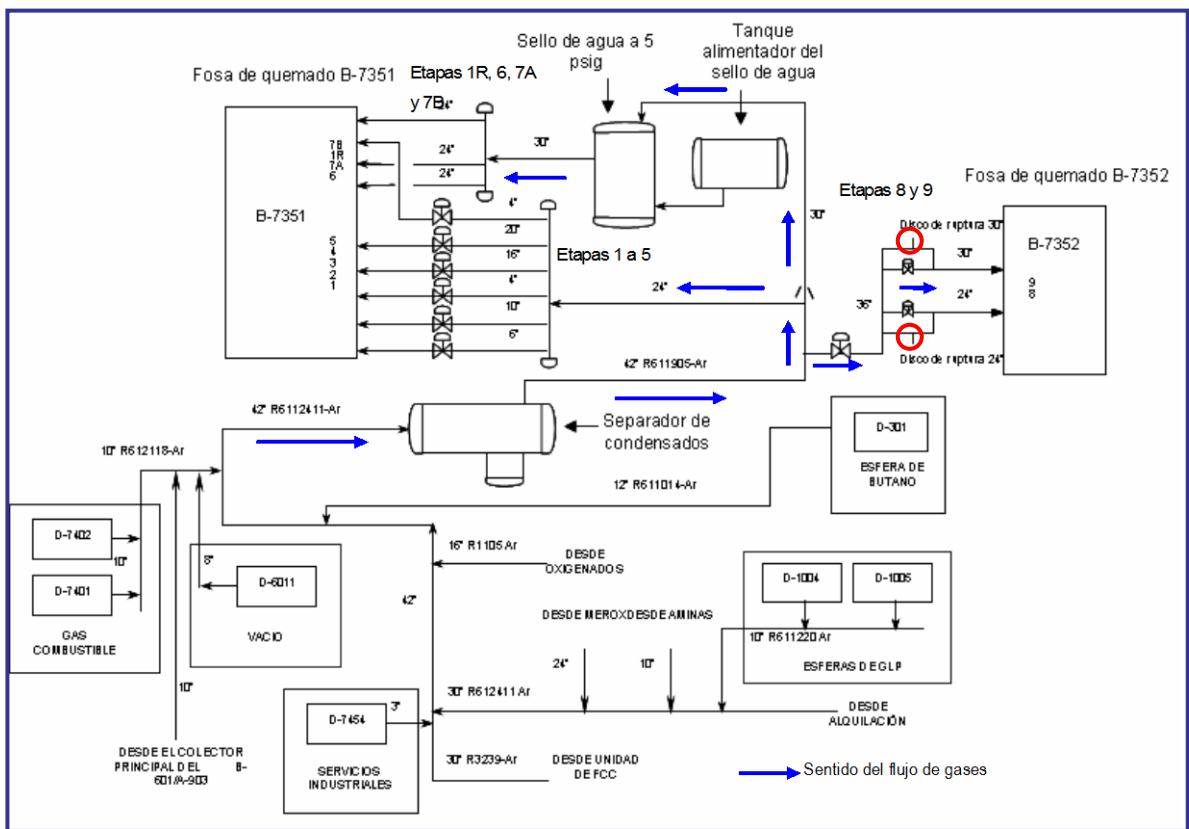 Sello de agua a 5
psig
Tanque
alimentador del
sello de agua
Fosa de quemado B-7351
Etapas 1R, 6, 7A
y 7B
24"
24"
24"
30"
7B
1R
7A
6
B-7351
5
4
3
2
1
4"
20"
16"
4"
10"
6"
Etapas 1 a 5
24"
30"
Etapas 8 y 9
Fosa de quemado B-7352
Disco de ruptura 30"
30"
24"
36"
Disco de ruptura 24"
B-7352
9
8
42" R611905-Ar
42" R6112411-Ar
Separador de
condensados
10" R612118-Ar
12" R611014-Ar
D-301
ESFERA DE
BUTANO
D-7402
10"
D-7401
GAS
COMBUSTIBLE
8"
D-6011
VACIO
16" R1105 Ar
DESDE
OXIGENADOS
42"
DESDE MEROX
DESDE AMINAS
24"
10"
D-1004
D-1005
10" R611220 Ar
ESFERAS DE GLP
30" R612411 Ar
DESDE
ALQUILACIÓN
10"
D-7454
3"
SERVICIOS
INDUSTRIALES
30" R3239-Ar
DESDE UNIDAD
DE FCC
DESDE EL COLECTOR
PRINCIPAL DEL B-
601/A-903
Sentido del flujo de gases